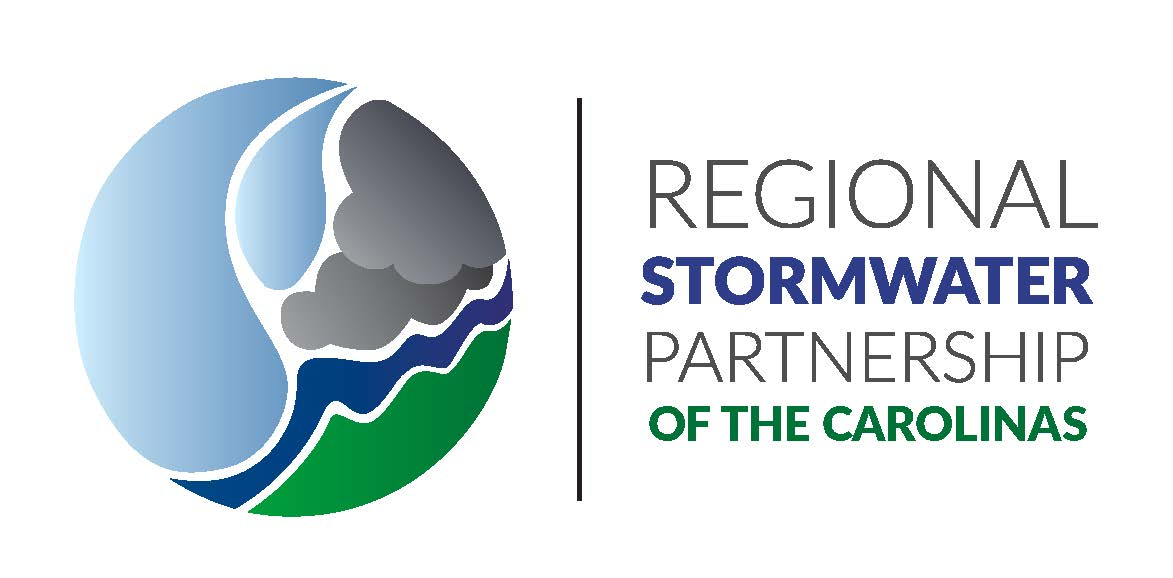 REGIONAL
STORMWATER
PARTNERSHIP
OF THE CAROLINAS